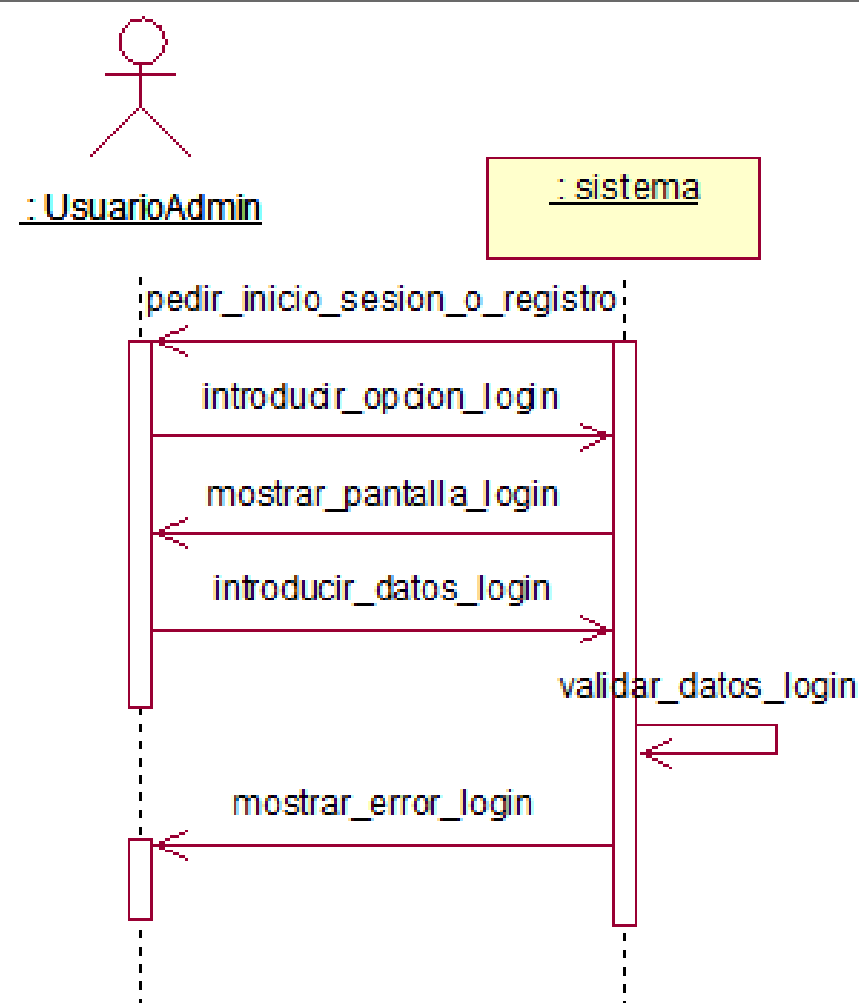 : UsuarioAdmin
: sistema
pedir_inicio_sesion_o_registro
introducir_opcion_login
mostrar_pantalla_login
introducir_datos_login
validar_datos_login
mostrar_error_login